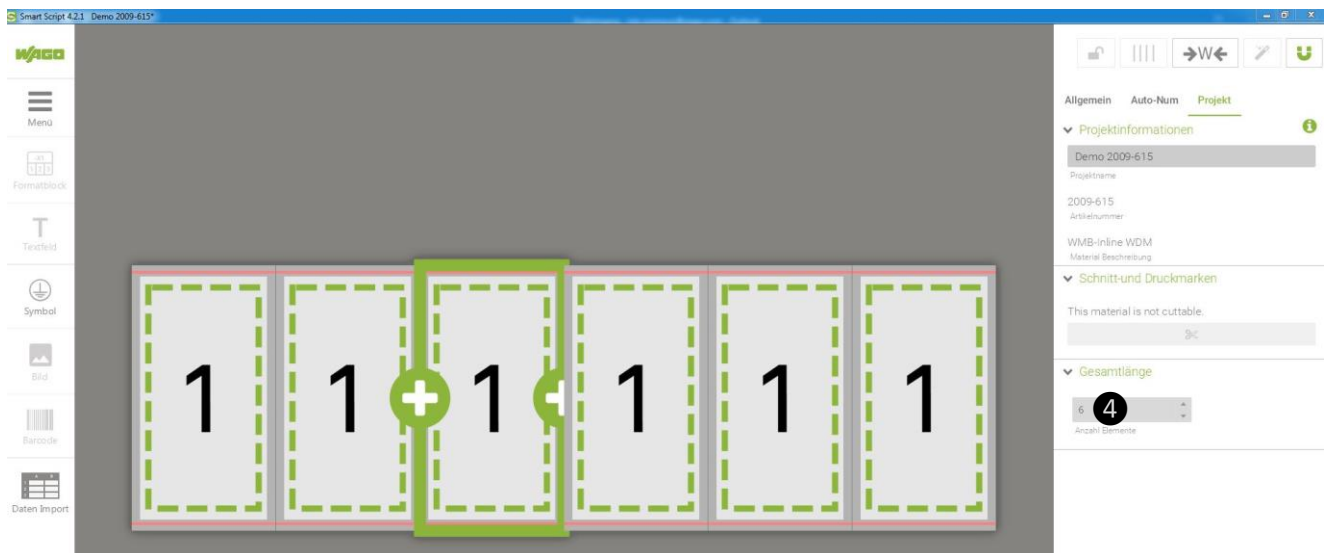 Smart Script 4.2.1 Demo 2009-615*
WAGO
Menü
Formatblock
T
Textfeld
Symbol
Bild
Barcode
Daten Import
1 1 1 1 1 1
→W←
Allgemein Auto-Num Projekt
Projektinformationen
Demo 2009-615
Projektname
2009-615
Artikelnummer
WMB-Inline WDM
Material Beschreibung
Schnitt-und Druckmarken
This material is not cuttable.
Gesamtlänge
6 4
Anzahl Elemente